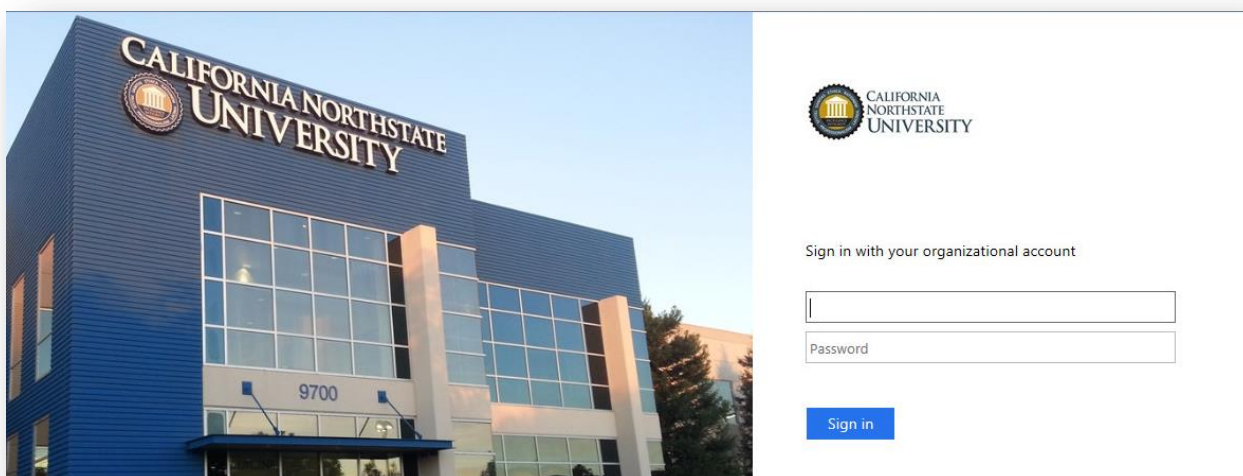 CALIFORNIA NORTHSTATE
UNIVERSITY
9700
CALIFORNIA
NORTHSTATE
UNIVERSITY
Sign in with your organizational account
Password
Sign in